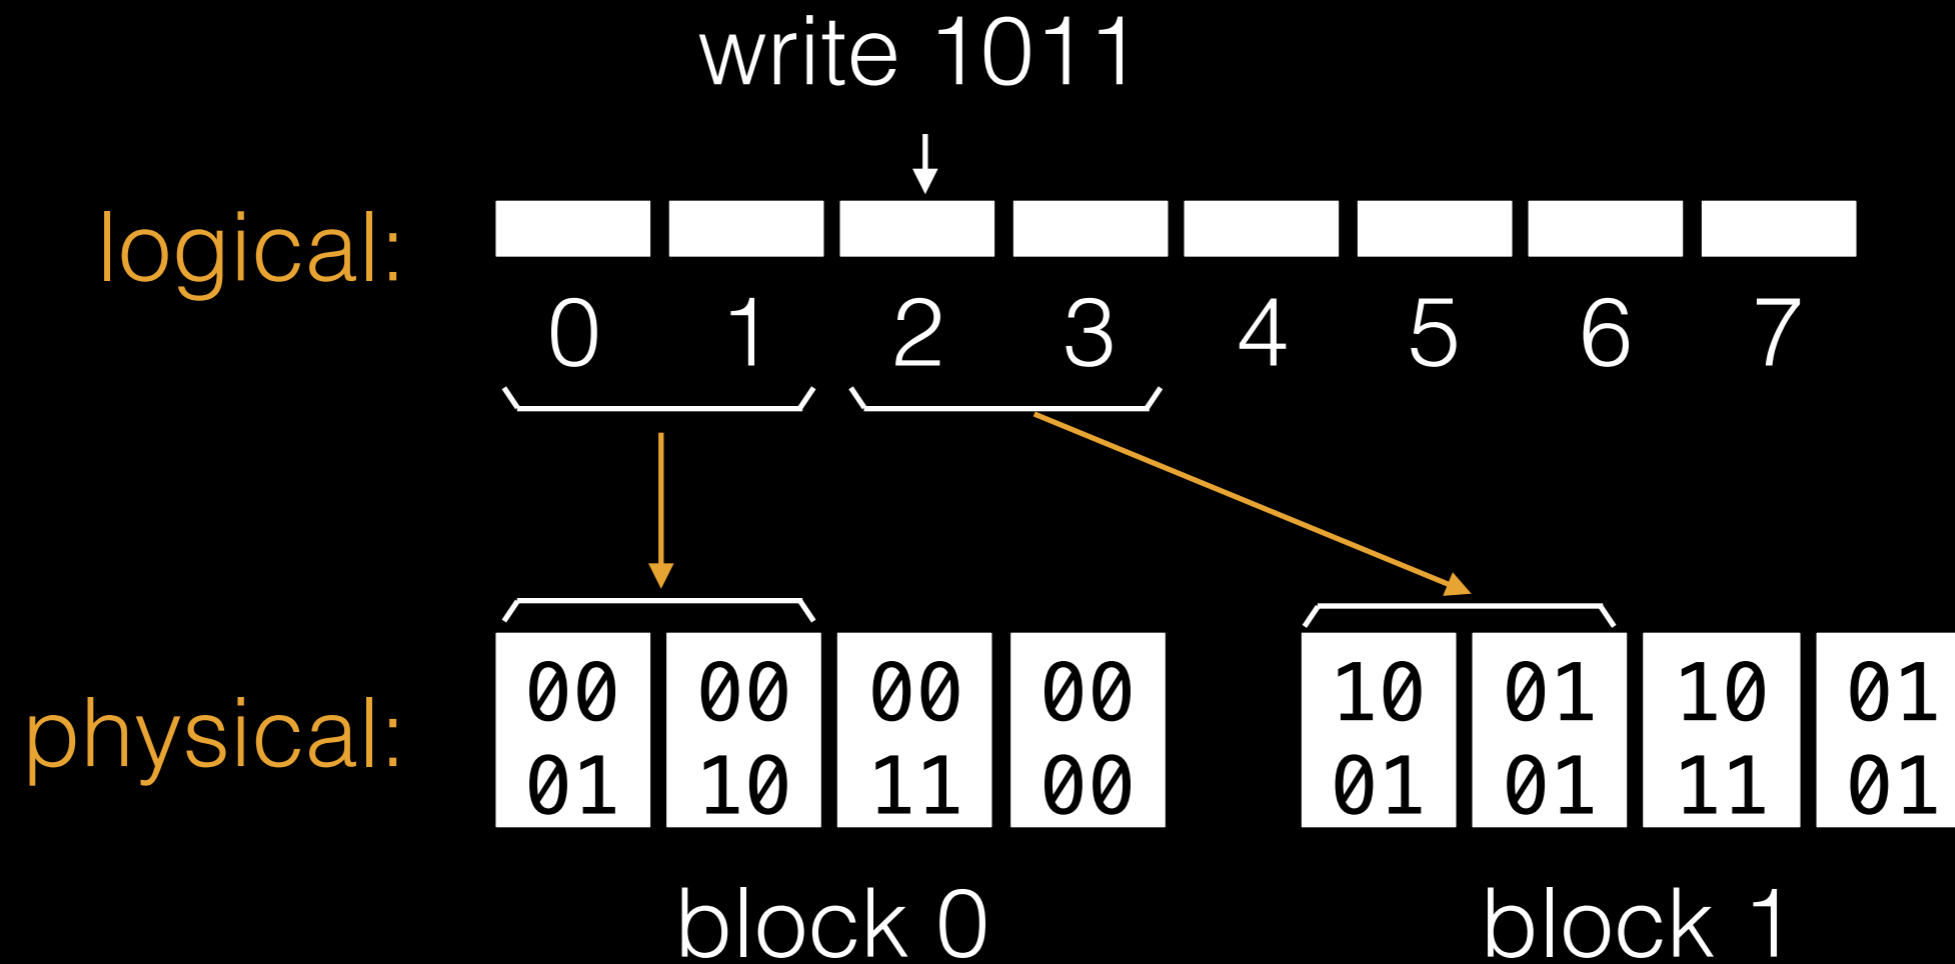 write 1011
logical:
0 1 2 3 4 5 6 7
physical:
00 00 00 00 10 01 10 01
01 10 11 00 01 01 11 01
block 0 block 1